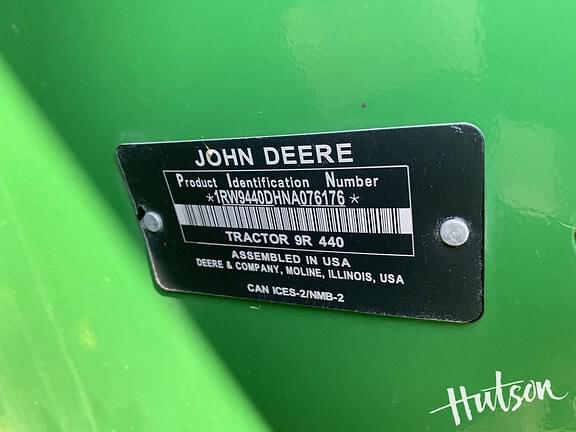 JOHN DEERE
Product Identification Number
*1RW9440DHNA076176*
TRACTOR 9R 440
ASSEMBLED IN USA
DEERE & COMPANY, MOLINE, ILLINOIS, USA
CAN ICES-2/NMB-2
Hutson